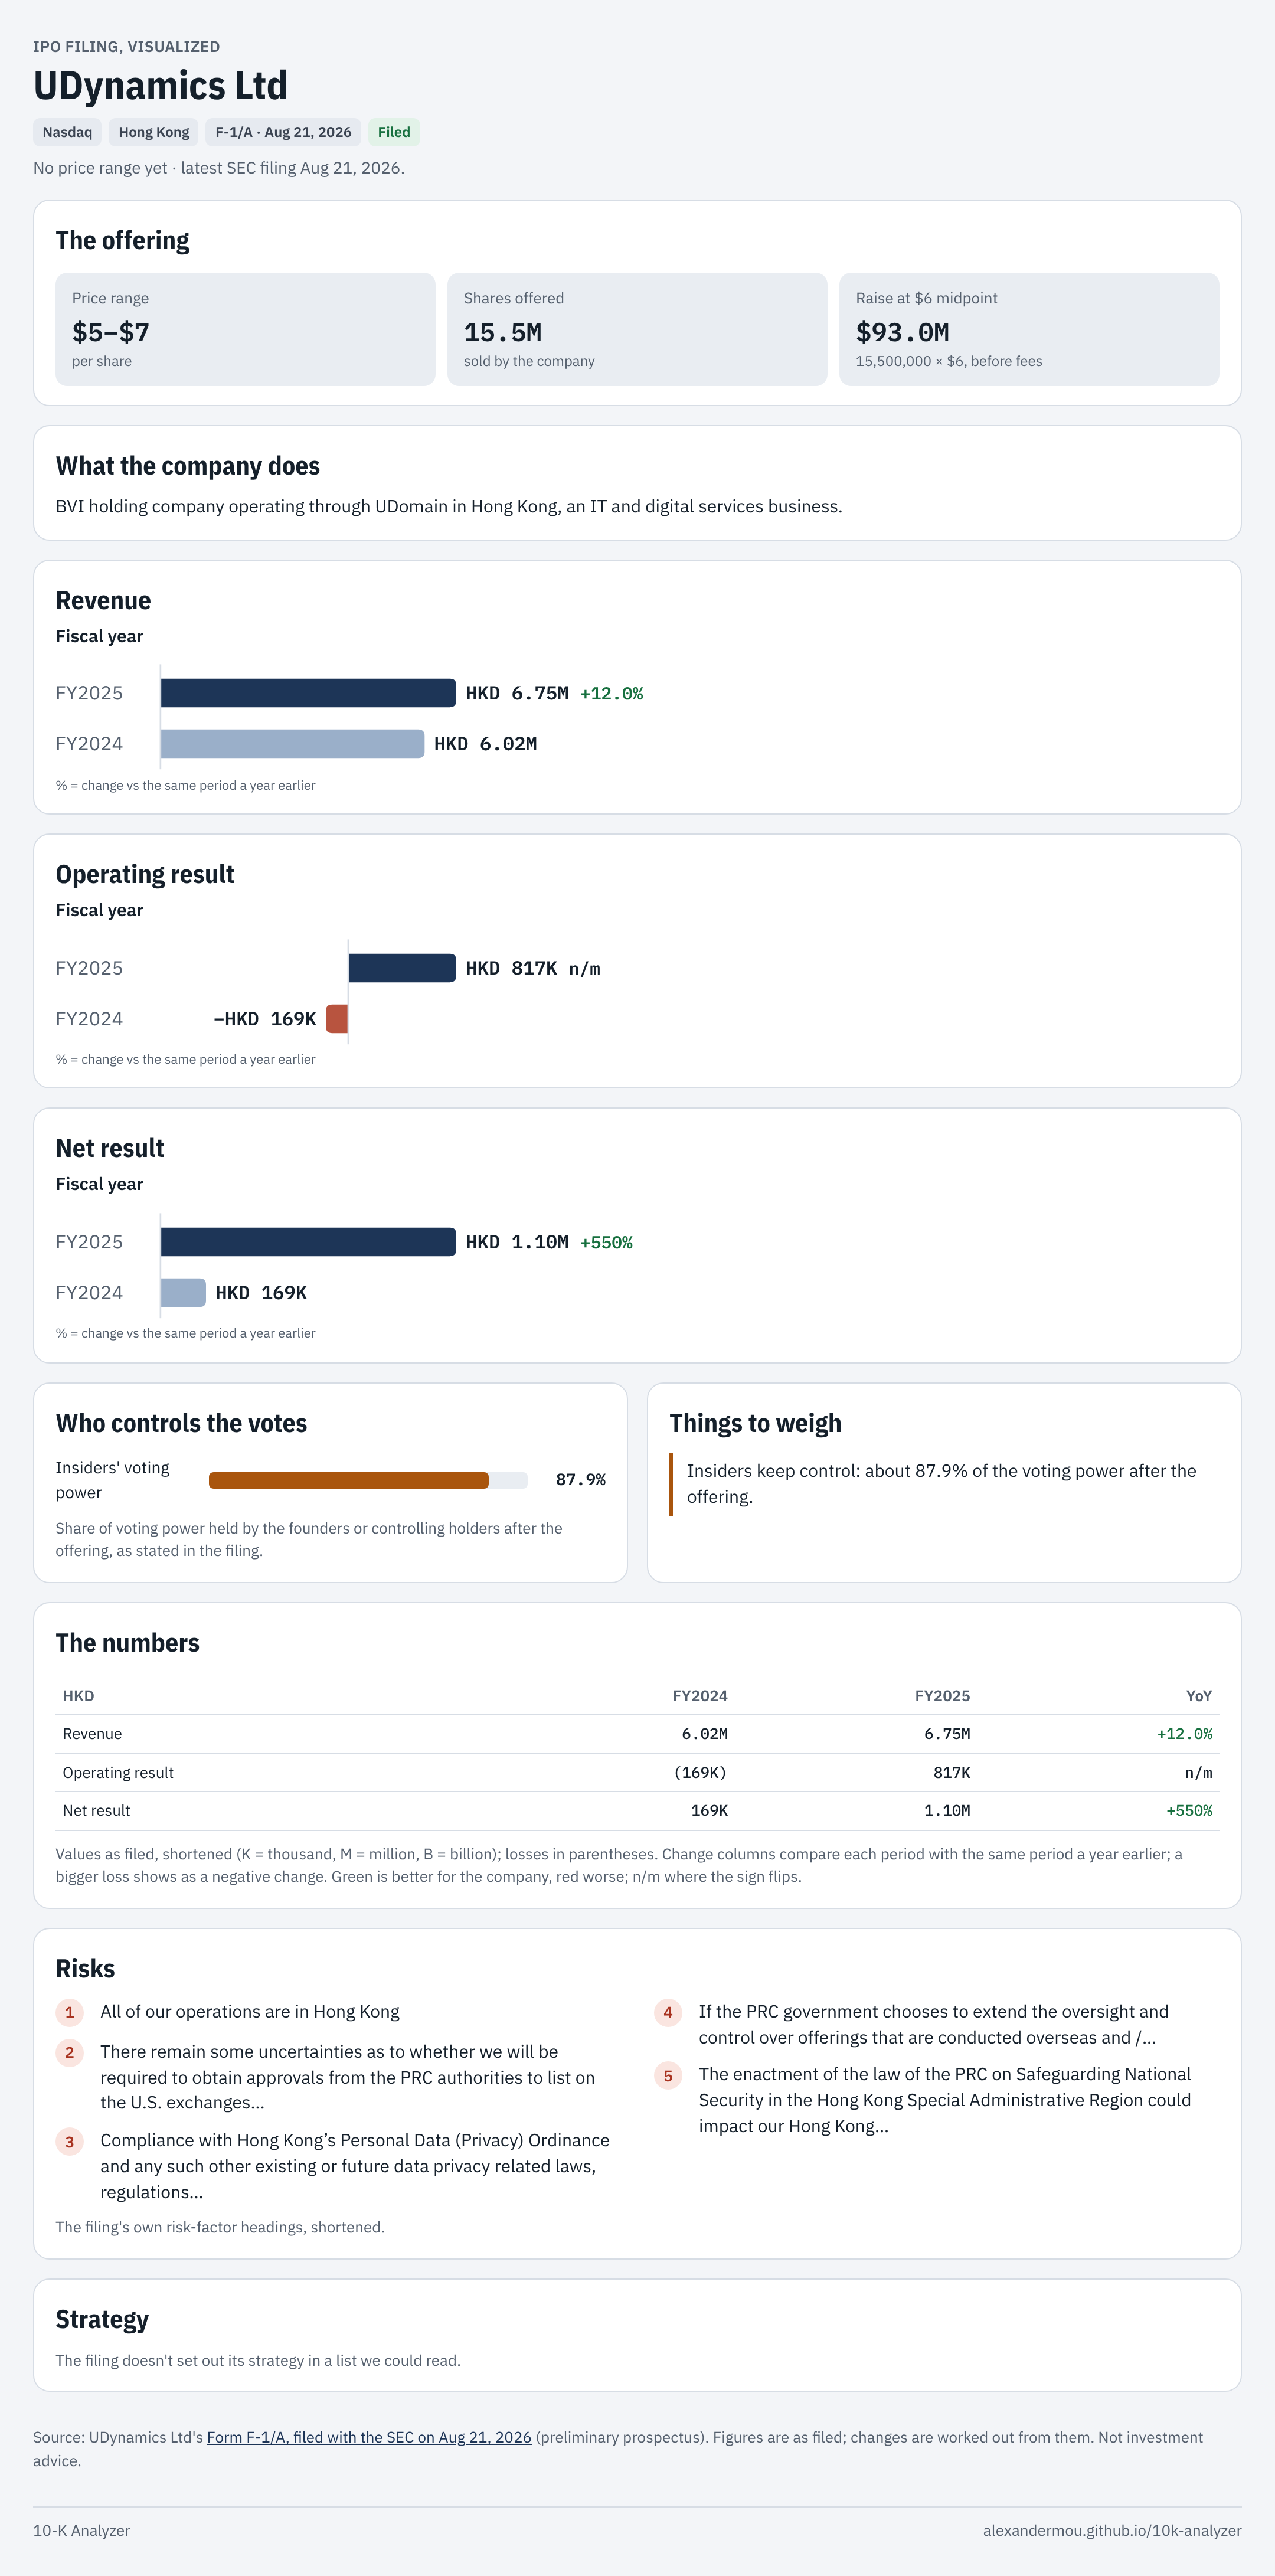 IPO FILING, VISUALIZED
UDynamics Ltd
Nasdaq Hong Kong F-1/A · Aug 21, 2026 Filed
No price range yet · latest SEC filing Aug 21, 2026.
The offering
Price range
$5–$7
per share
Shares offered
15.5M
sold by the company
Raise at $6 midpoint
$93.0M
15,500,000 × $6, before fees
What the company does
BVI holding company operating through UDomain in Hong Kong, an IT and digital services business.
Revenue
Fiscal year
FY2025 HKD 6.75M +12.0%
FY2024 HKD 6.02M
% = change vs the same period a year earlier
Operating result
Fiscal year
FY2025 HKD 817K n/m
FY2024 −HKD 169K
% = change vs the same period a year earlier
Net result
Fiscal year
FY2025 HKD 1.10M +550%
FY2024 HKD 169K
% = change vs the same period a year earlier
Who controls the votes
Insiders' voting
power
87.9%
Share of voting power held by the founders or controlling holders after the
offering, as stated in the filing.
Things to weigh
Insiders keep control: about 87.9% of the voting power after the
offering.
The numbers
HKD FY2024 FY2025 YoY
Revenue 6.02M 6.75M +12.0%
Operating result (169K) 817K n/m
Net result 169K 1.10M +550%
Values as filed, shortened (K = thousand, M = million, B = billion); losses in parentheses. Change columns compare each period with the same period a year earlier; a
bigger loss shows as a negative change. Green is better for the company, red worse; n/m where the sign flips.
Risks
1 All of our operations are in Hong Kong
2 There remain some uncertainties as to whether we will be
required to obtain approvals from the PRC authorities to list on
the U.S. exchanges…
3 Compliance with Hong Kong’s Personal Data (Privacy) Ordinance
and any such other existing or future data privacy related laws,
regulations…
4 If the PRC government chooses to extend the oversight and
control over offerings that are conducted overseas and /…
5 The enactment of the law of the PRC on Safeguarding National
Security in the Hong Kong Special Administrative Region could
impact our Hong Kong…
The filing's own risk-factor headings, shortened.
Strategy
The filing doesn't set out its strategy in a list we could read.
Source: UDynamics Ltd's Form F-1/A, filed with the SEC on Aug 21, 2026 (preliminary prospectus). Figures are as filed; changes are worked out from them. Not investment
advice.
10-K Analyzer
alexandermou.github.io/10k-analyzer